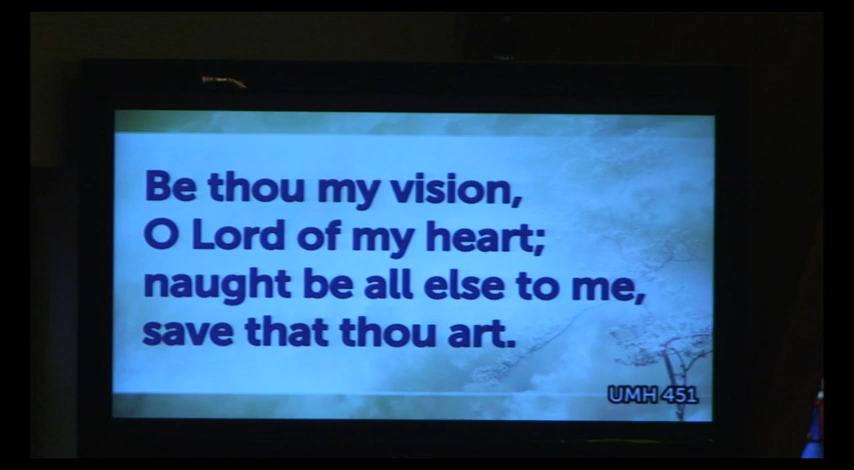 Be thou my vision,
O Lord of my heart;
naught be all else to me,
save that thou art.
UMH 451